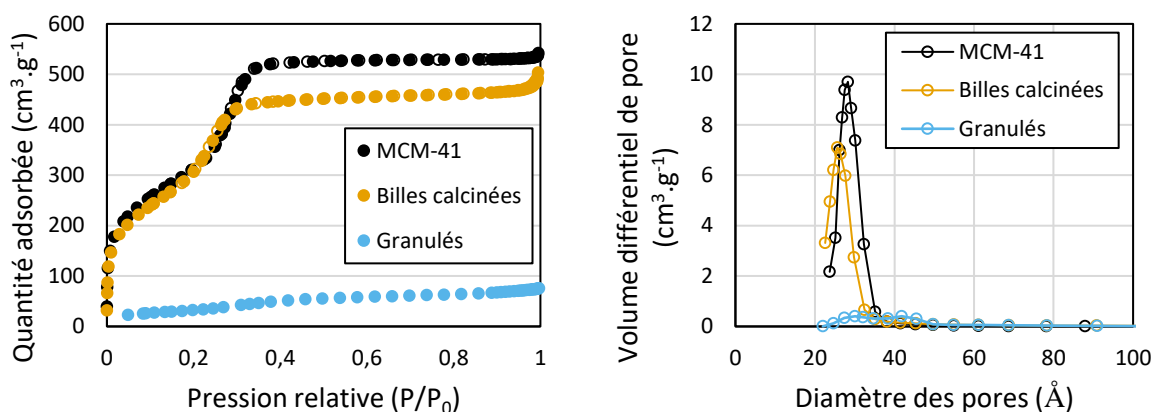 600
500
400
300
200
100
0
Quantité adsorbée (cm³.g⁻¹)
MCM-41
Billes calcinées
Granulés
0
0,2
0,4
0,6
0,8
1
Pression relative (P/P₀)
12
10
8
6
4
2
0
Volume différentiel de pore
(cm³.g⁻¹)
MCM-41
Billes calcinées
Granulés
0
20
40
60
80
100
Diamètre des pores (Å)